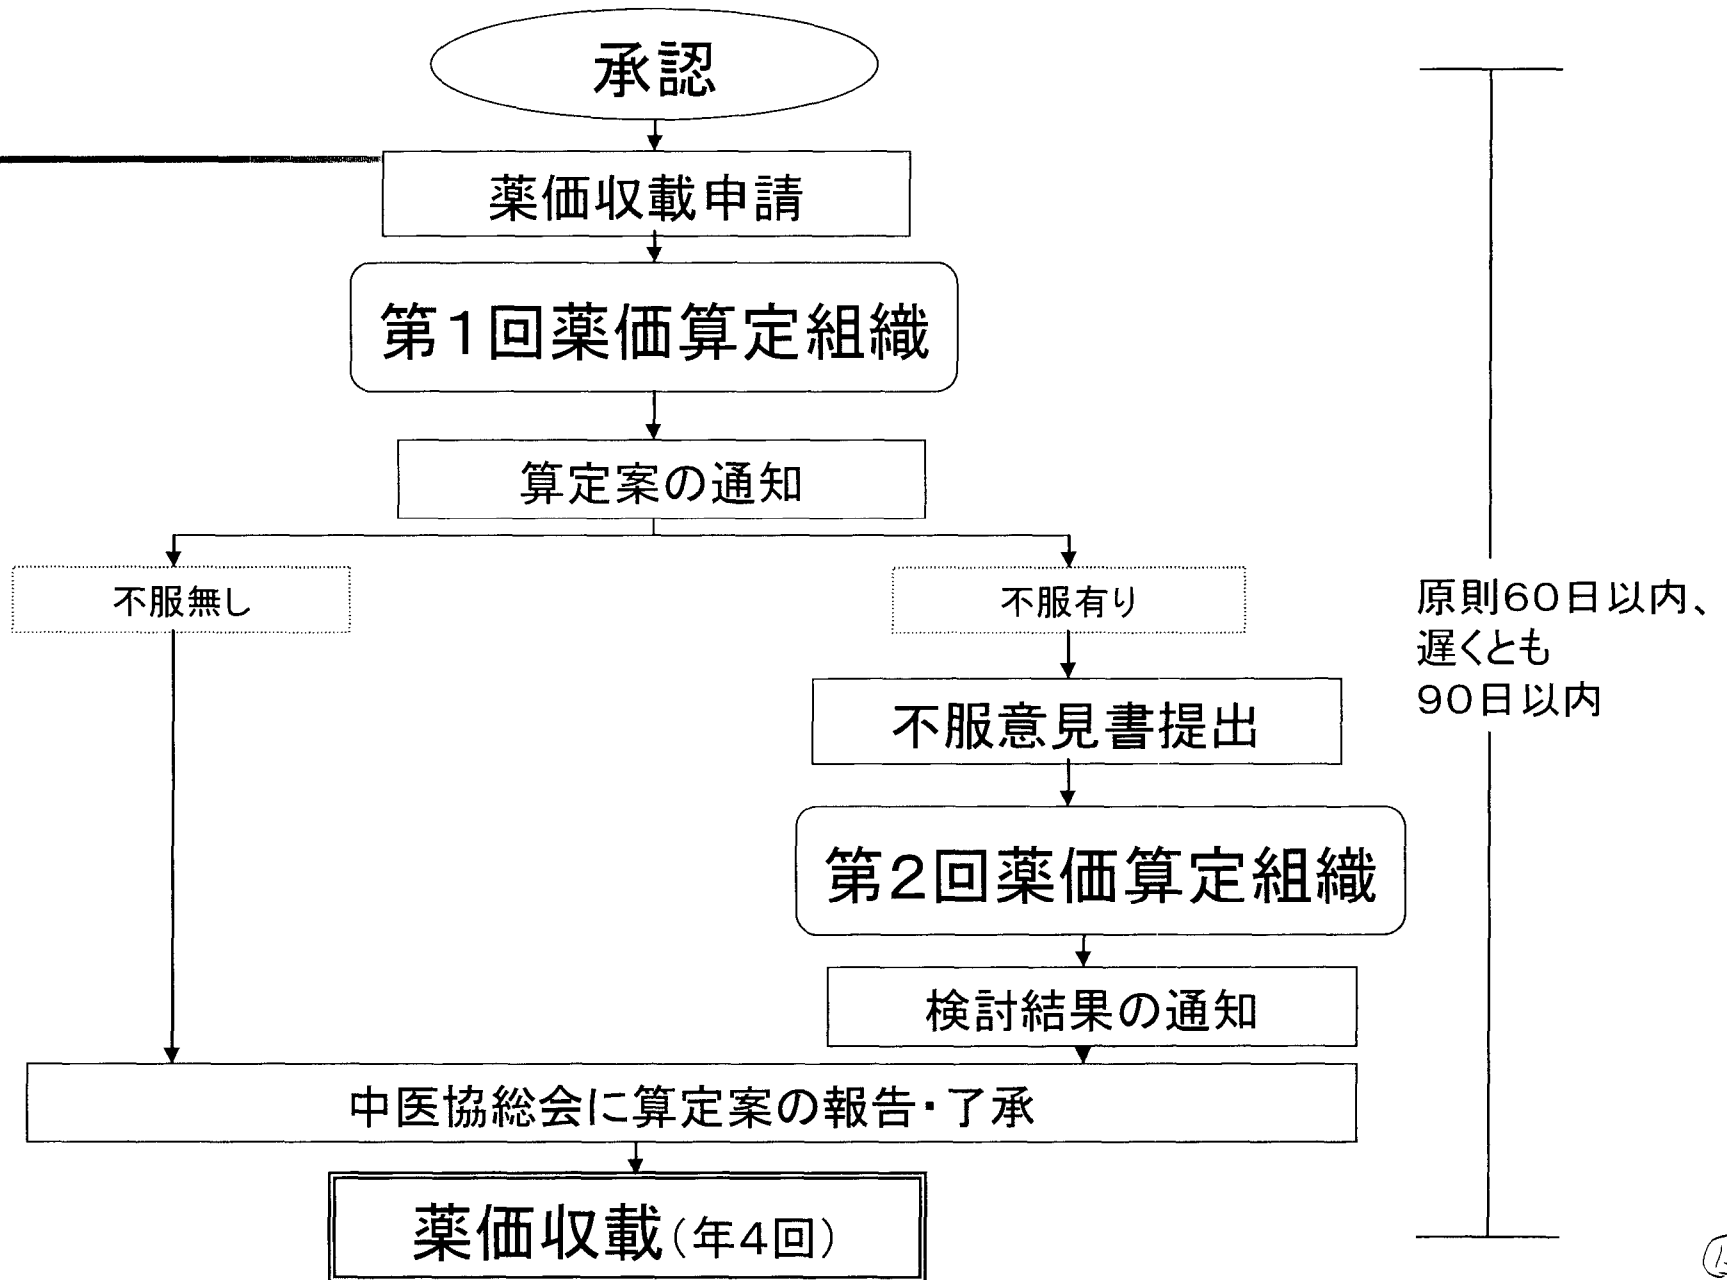 承認
薬価収載申請
第1回薬価算定組織
算定案の通知
不服無し
不服有り
不服意見書提出
第2回薬価算定組織
検討結果の通知
中医協総会に算定案の報告・了承
薬価収載(年4回)
原則60日以内、
遅くとも
90日以内